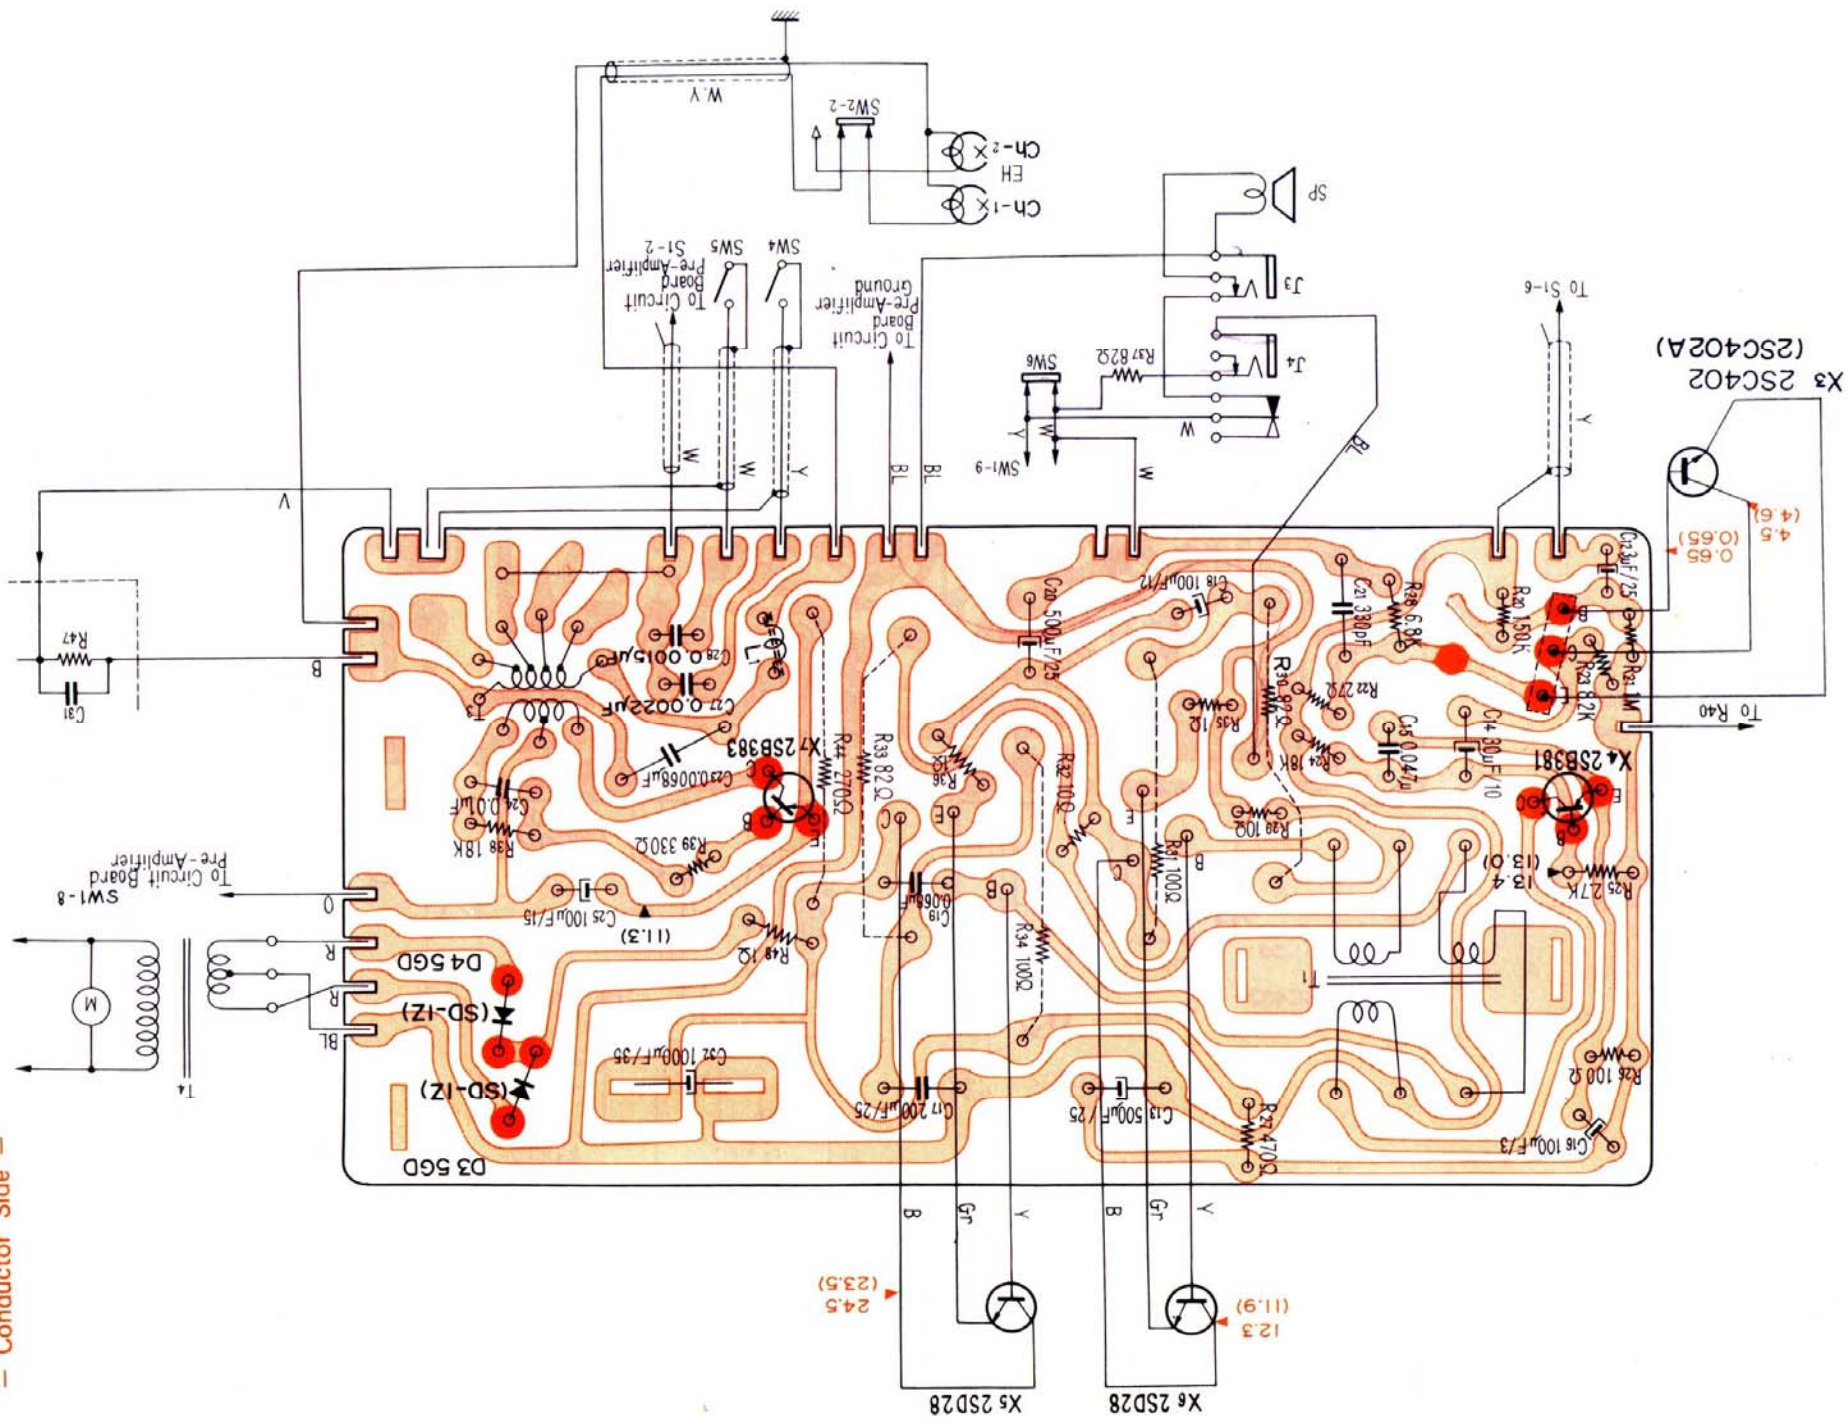 — Conductor Side —
W.Y
SW2-2
Ch-2
EH
Ch-1
SP
To Circuit
Board
Pre-Amplifier
S1-2
SW5
SW4
To Circuit
Board
Pre-Amplifier
Ground
J3
J4
SW6
R37 82Ω
W
Y
W
SW1-9
To S1-6
X3 2SC402
(2SC402A)
4.5
(4.6)
0.65
(0.65)
Y
BL
W
W
W
Y
BL
BL
V
R47
C31
B
T3
C28 0.0015μF
C27 0.0022μF
L1
C23 0.0068μF
X7 2SB383
C
B
E
C24 0.01μF
R38 18K
R39 330Ω
R44 270Ω
R33 82Ω
R36 1Ω
C20 500μF/25
C18 100μF/12
C21 330pF
R28 6.8K
R20 150K
C12 3μF/25
B
C
E
R23 82K
R21 1M
To R40
R30
R22 27Ω
R35 1Ω
R24 18K
C15 0.047μ
C14 30μF/10
X4 2SB381
E
C
B
R32 10Ω
R29 10Ω
R31 100Ω
C
E
B
E
C
B
13.4
(13.0)
R25 2.7K
To Circuit Board
Pre-Amplifier
SW1-8
O
C25 100μF/15
(11.3)
R48 1Ω
C19
0.068μF
R34 100Ω
T1
R
R
BL
M
T4
D4 5GD
(SD-1Z)
(SD-1Z)
D3 5GD
C32 1000μF/35
C17 200μF/25
C13 500μF/25
R27 470Ω
R26 100Ω
C16 100μF/3
B
Gr
Y
B
Gr
Y
24.5
(23.5)
12.3
(11.9)
X5 2SD28
X6 2SD28